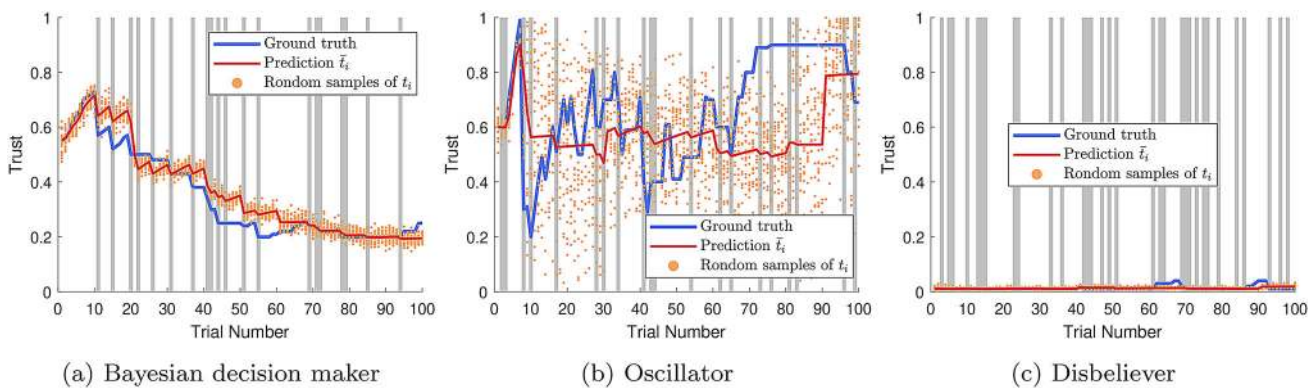 1
0.8
0.6
0.4
0.2
0
Trust
0 10 20 30 40 50 60 70 80 90 100
Trial Number
Ground truth
Prediction t̄ᵢ
Rondom samples of tᵢ
(a) Bayesian decision maker
1
0.8
0.6
0.4
0.2
0
Trust
0 10 20 30 40 50 60 70 80 90 100
Trial Number
Ground truth
Prediction t̄ᵢ
Rondom samples of tᵢ
(b) Oscillator
1
0.8
0.6
0.4
0.2
0
Trust
0 10 20 30 40 50 60 70 80 90 100
Trial Number
Ground truth
Prediction t̄ᵢ
Rondom samples of tᵢ
(c) Disbeliever